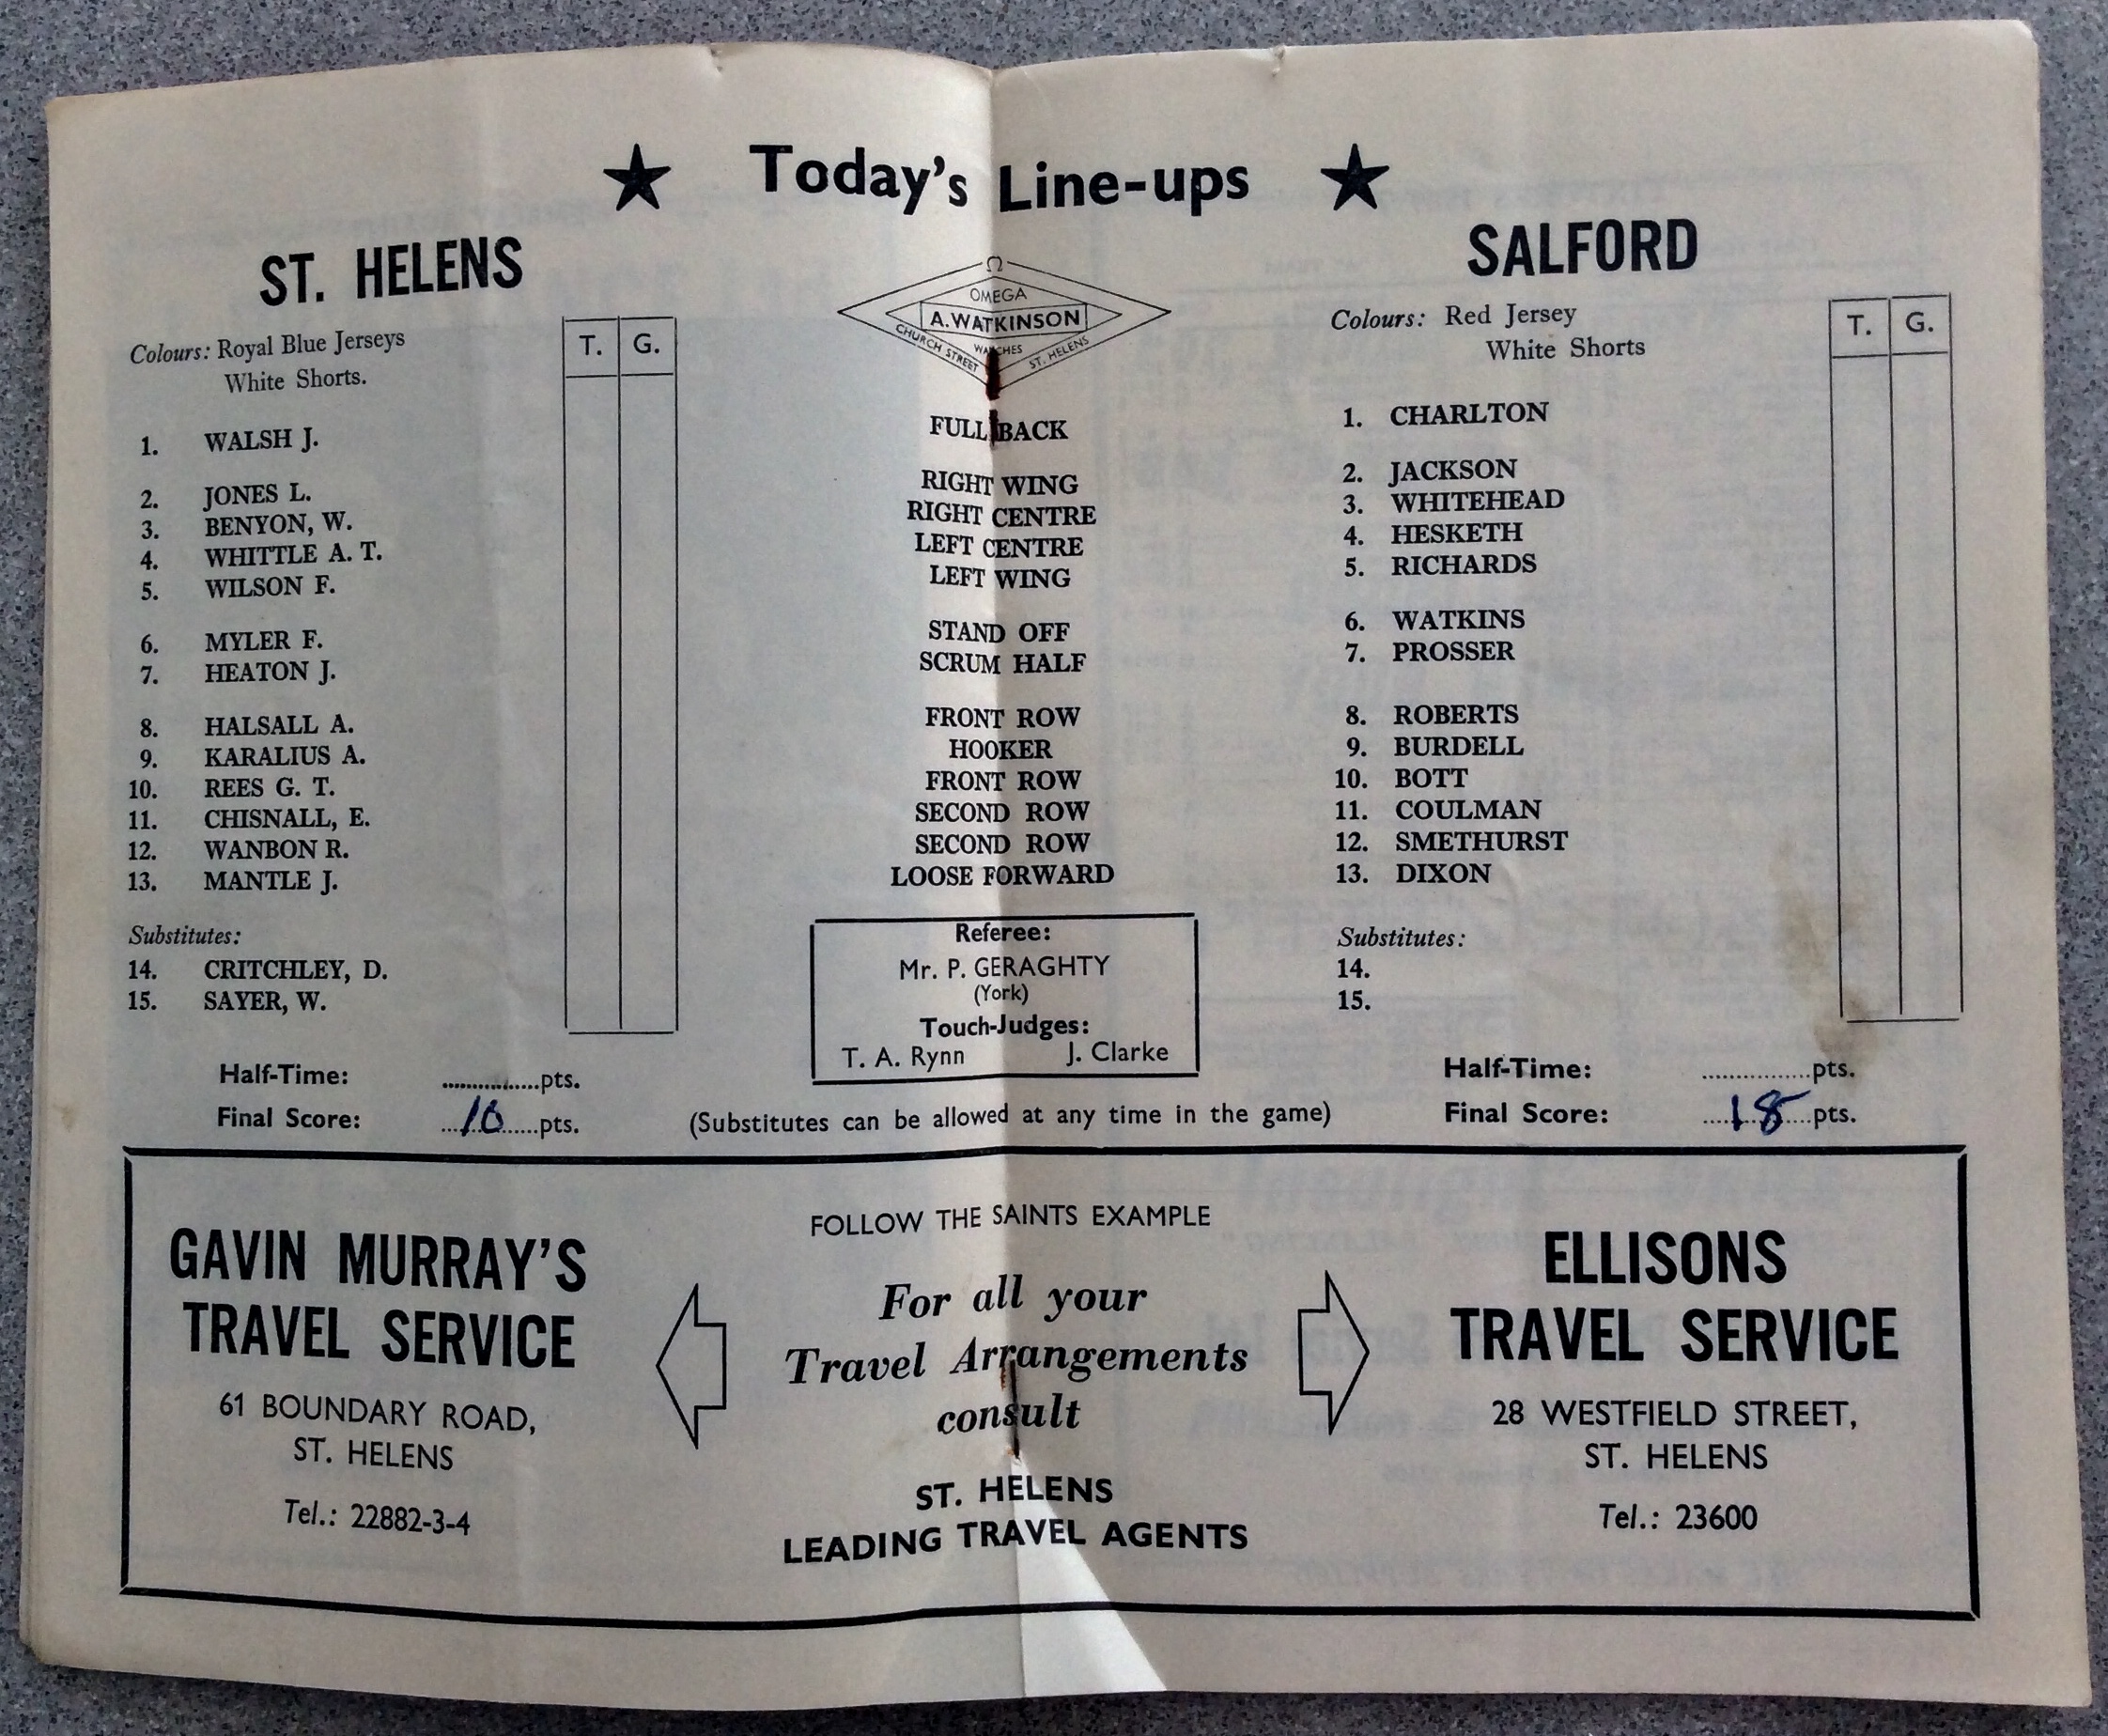 ★ Today's Line-ups ★
ST. HELENS
Colours: Royal Blue Jerseys
White Shorts.
T. G.
1. WALSH J.
2. JONES L.
3. BENYON, W.
4. WHITTLE A. T.
5. WILSON F.
6. MYLER F.
7. HEATON J.
8. HALSALL A.
9. KARALIUS A.
10. REES G. T.
11. CHISNALL, E.
12. WANBON R.
13. MANTLE J.
Substitutes:
14. CRITCHLEY, D.
15. SAYER, W.
Half-Time: ...............pts.
Final Score: 10 pts.
Ω
OMEGA
A. WATKINSON
WATCHES
CHURCH STREET ST. HELENS
FULL BACK
RIGHT WING
RIGHT CENTRE
LEFT CENTRE
LEFT WING
STAND OFF
SCRUM HALF
FRONT ROW
HOOKER
FRONT ROW
SECOND ROW
SECOND ROW
LOOSE FORWARD
Referee:
Mr. P. GERAGHTY
(York)
Touch-Judges:
T. A. Rynn J. Clarke
(Substitutes can be allowed at any time in the game)
SALFORD
Colours: Red Jersey
White Shorts
T. G.
1. CHARLTON
2. JACKSON
3. WHITEHEAD
4. HESKETH
5. RICHARDS
6. WATKINS
7. PROSSER
8. ROBERTS
9. BURDELL
10. BOTT
11. COULMAN
12. SMETHURST
13. DIXON
Substitutes:
14.
15.
Half-Time: ...............pts.
Final Score: 18 pts.
GAVIN MURRAY'S
TRAVEL SERVICE
61 BOUNDARY ROAD,
ST. HELENS
Tel.: 22882-3-4
FOLLOW THE SAINTS EXAMPLE
For all your
Travel Arrangements
consult
ST. HELENS
LEADING TRAVEL AGENTS
ELLISONS
TRAVEL SERVICE
28 WESTFIELD STREET,
ST. HELENS
Tel.: 23600